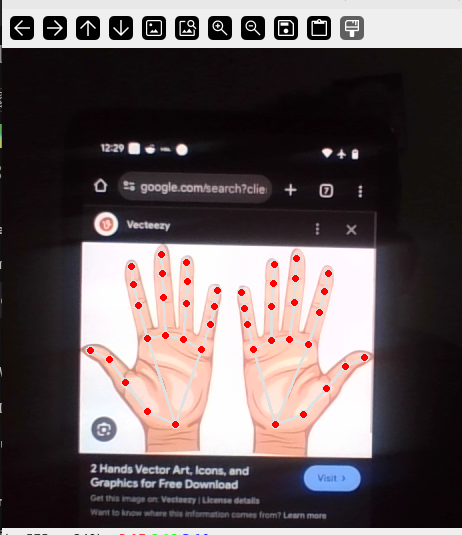 12:29
google.com/search?clie
7
Vecteezy
2 Hands Vector Art, Icons, and
Graphics for Free Download
Visit >
Get this image on: Vecteezy | License details
Want to know where this information comes from? Learn more